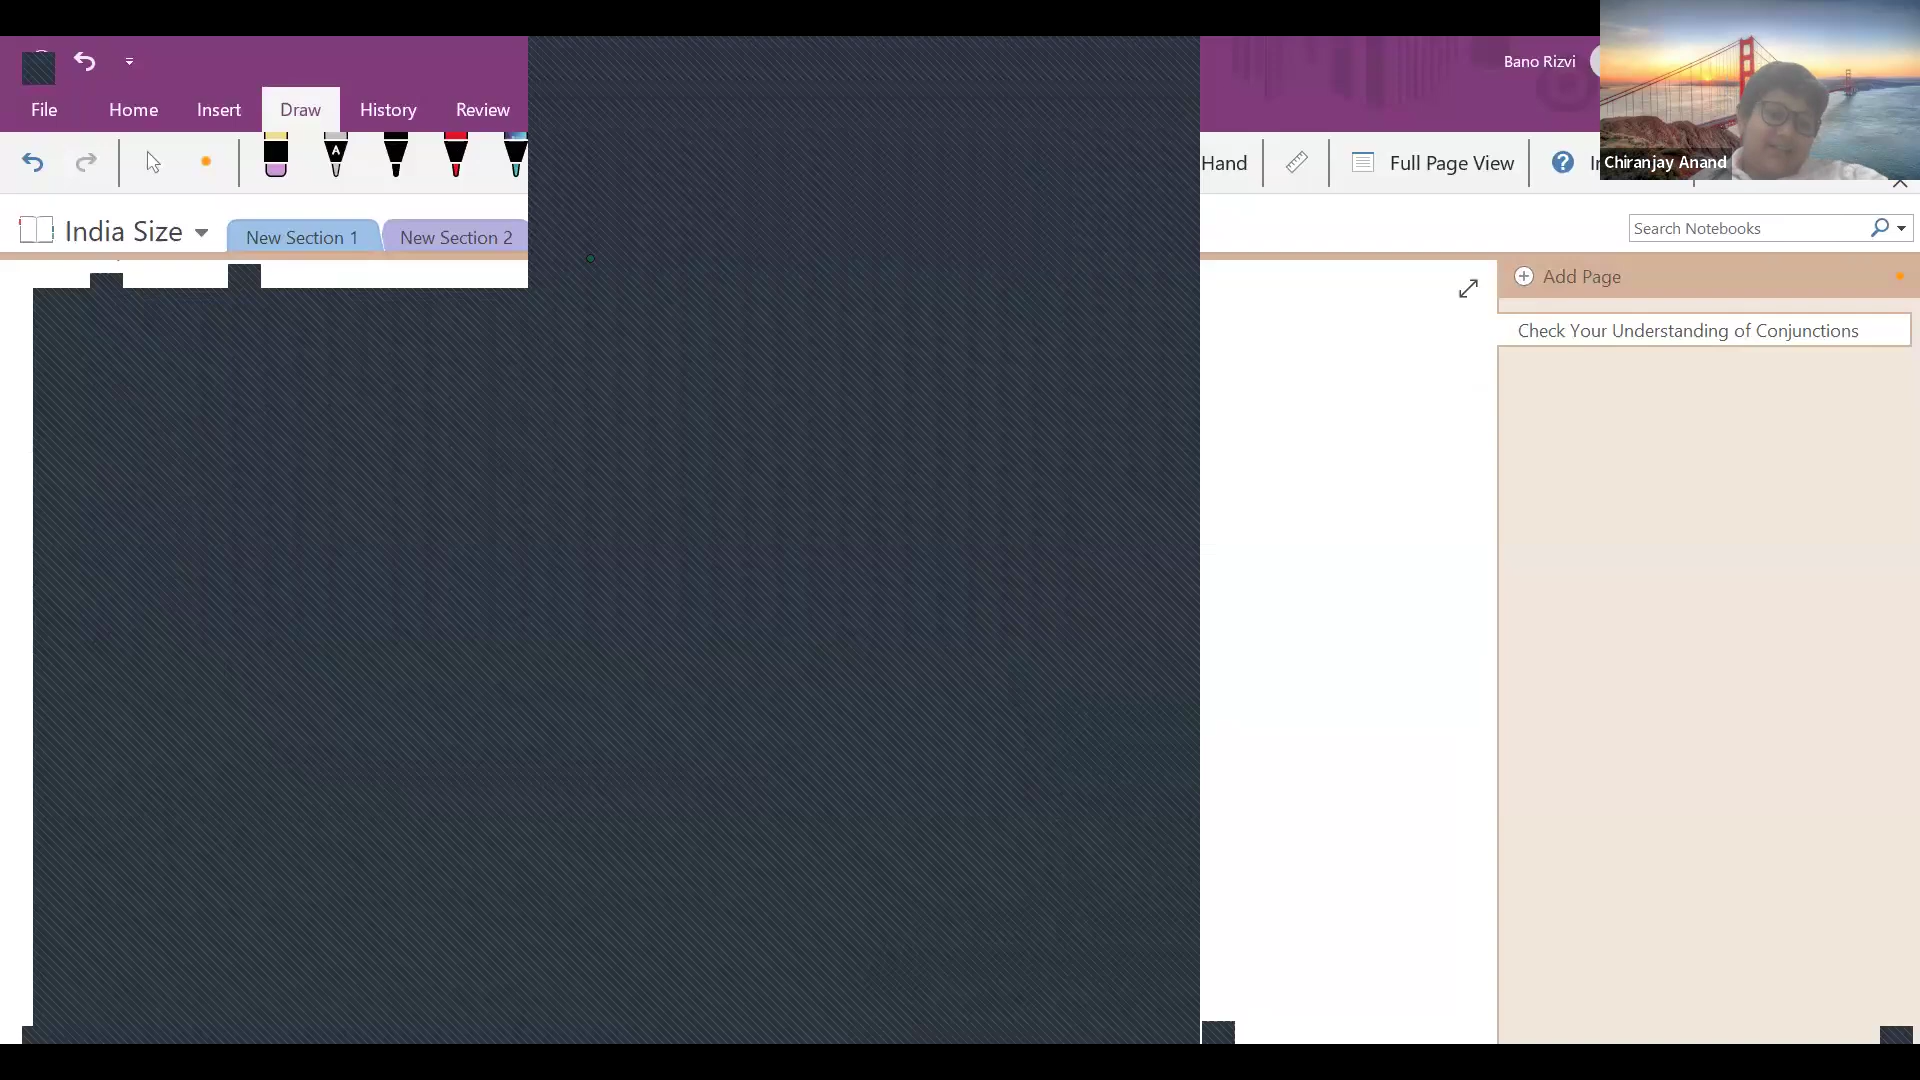 Bano Rizvi
File Home Insert Draw History Review
A
Hand Full Page View
Chiranjay Anand
India Size New Section 1 New Section 2
Search Notebooks
Add Page
Check Your Understanding of Conjunctions